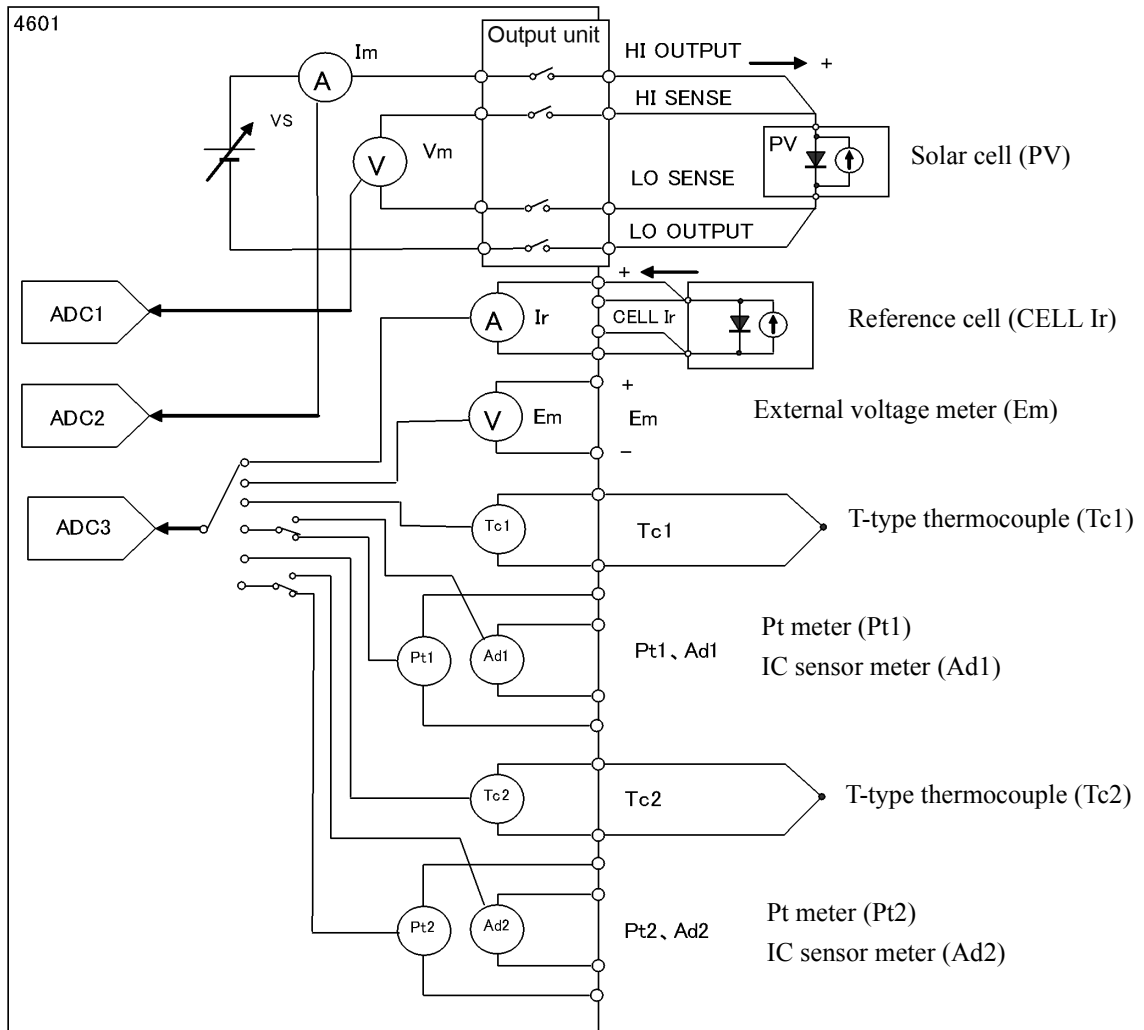 4601
Output unit
Im
A
HI OUTPUT
+
HI SENSE
VS
Vm
V
PV
Solar cell (PV)
LO SENSE
LO OUTPUT
+
ADC1
A
Ir
CELL Ir
Reference cell (CELL Ir)
ADC2
V
Em
+
Em
−
External voltage meter (Em)
ADC3
Tc1
Tc1
T-type thermocouple (Tc1)
Pt1
Ad1
Pt1、Ad1
Pt meter (Pt1)
IC sensor meter (Ad1)
Tc2
Tc2
T-type thermocouple (Tc2)
Pt2
Ad2
Pt2、Ad2
Pt meter (Pt2)
IC sensor meter (Ad2)